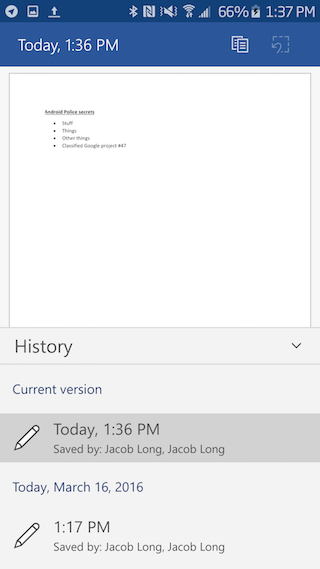 66% 1:37 PM
Today, 1:36 PM
Android Police secrets
Stuff
Things
Other things
Classified Google project #47
History
Current version
Today, 1:36 PM
Saved by: Jacob Long, Jacob Long
Today, March 16, 2016
1:17 PM
Saved by: Jacob Long, Jacob Long